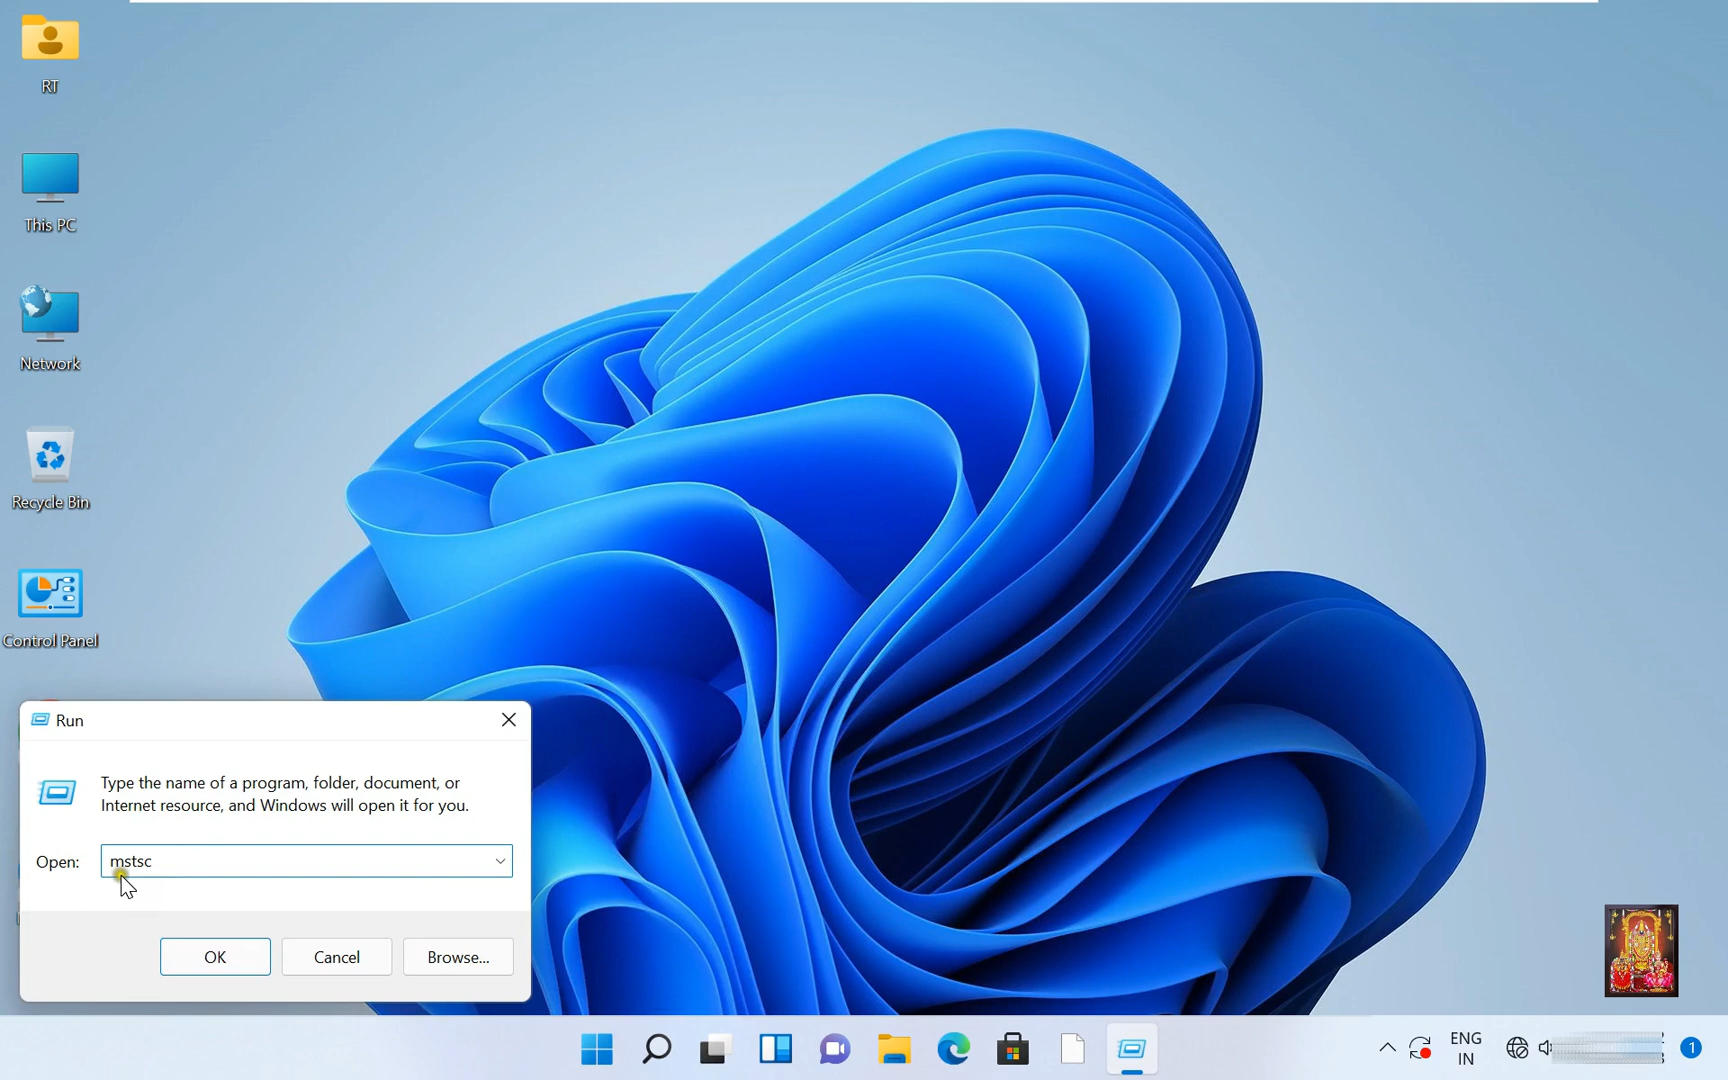 RT
This PC
Network
Recycle Bin
Control Panel
Run
Type the name of a program, folder, document, or
Internet resource, and Windows will open it for you.
Open:
mstsc
OK
Cancel
Browse...
ENG
IN
1